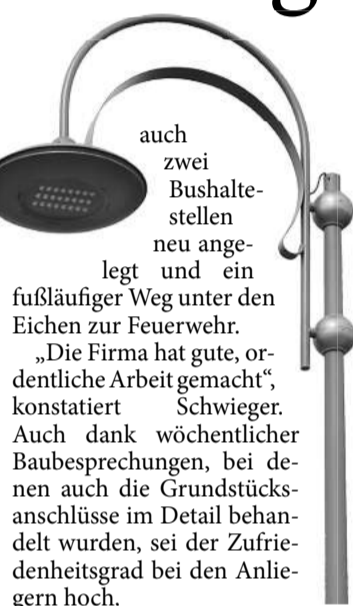 auch
zwei
Bushalte-
stellen
neu ange-
legt und ein
fußläufiger Weg unter den
Eichen zur Feuerwehr.
„Die Firma hat gute, or-
dentliche Arbeit gemacht“,
konstatiert Schwieger.
Auch dank wöchentlicher
Baubesprechungen, bei de-
nen auch die Grundstücks-
anschlüsse im Detail behan-
delt wurden, sei der Zufrie-
denheitsgrad bei den Anlie-
gern hoch.